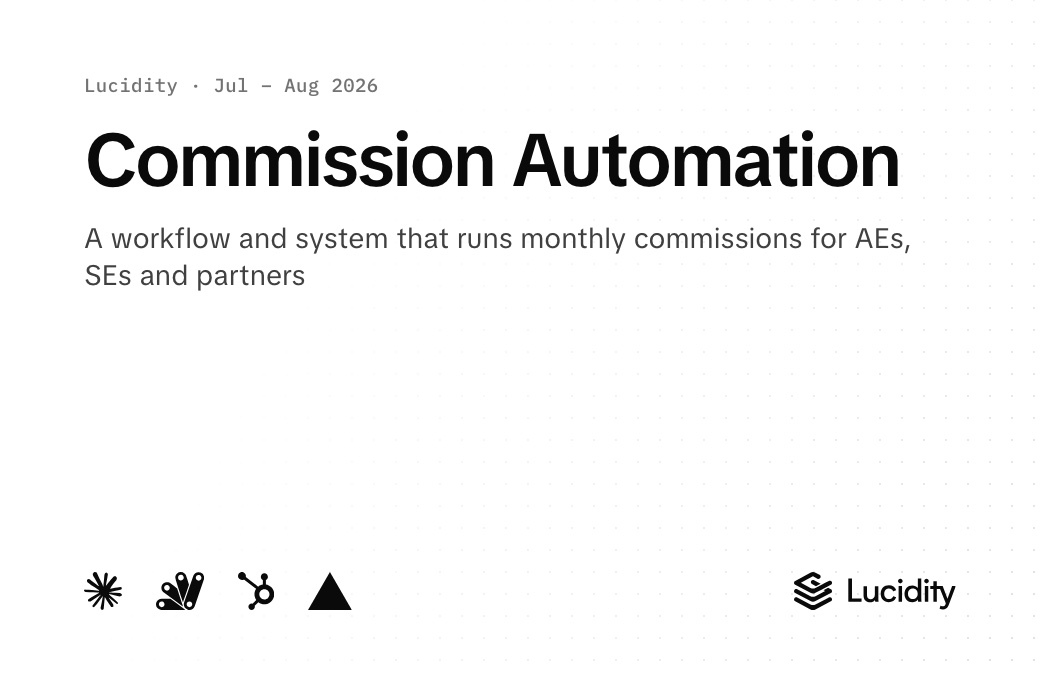 Lucidity · Jul – Aug 2026
Commission Automation
A workflow and system that runs monthly commissions for AEs,
SEs and partners
Lucidity